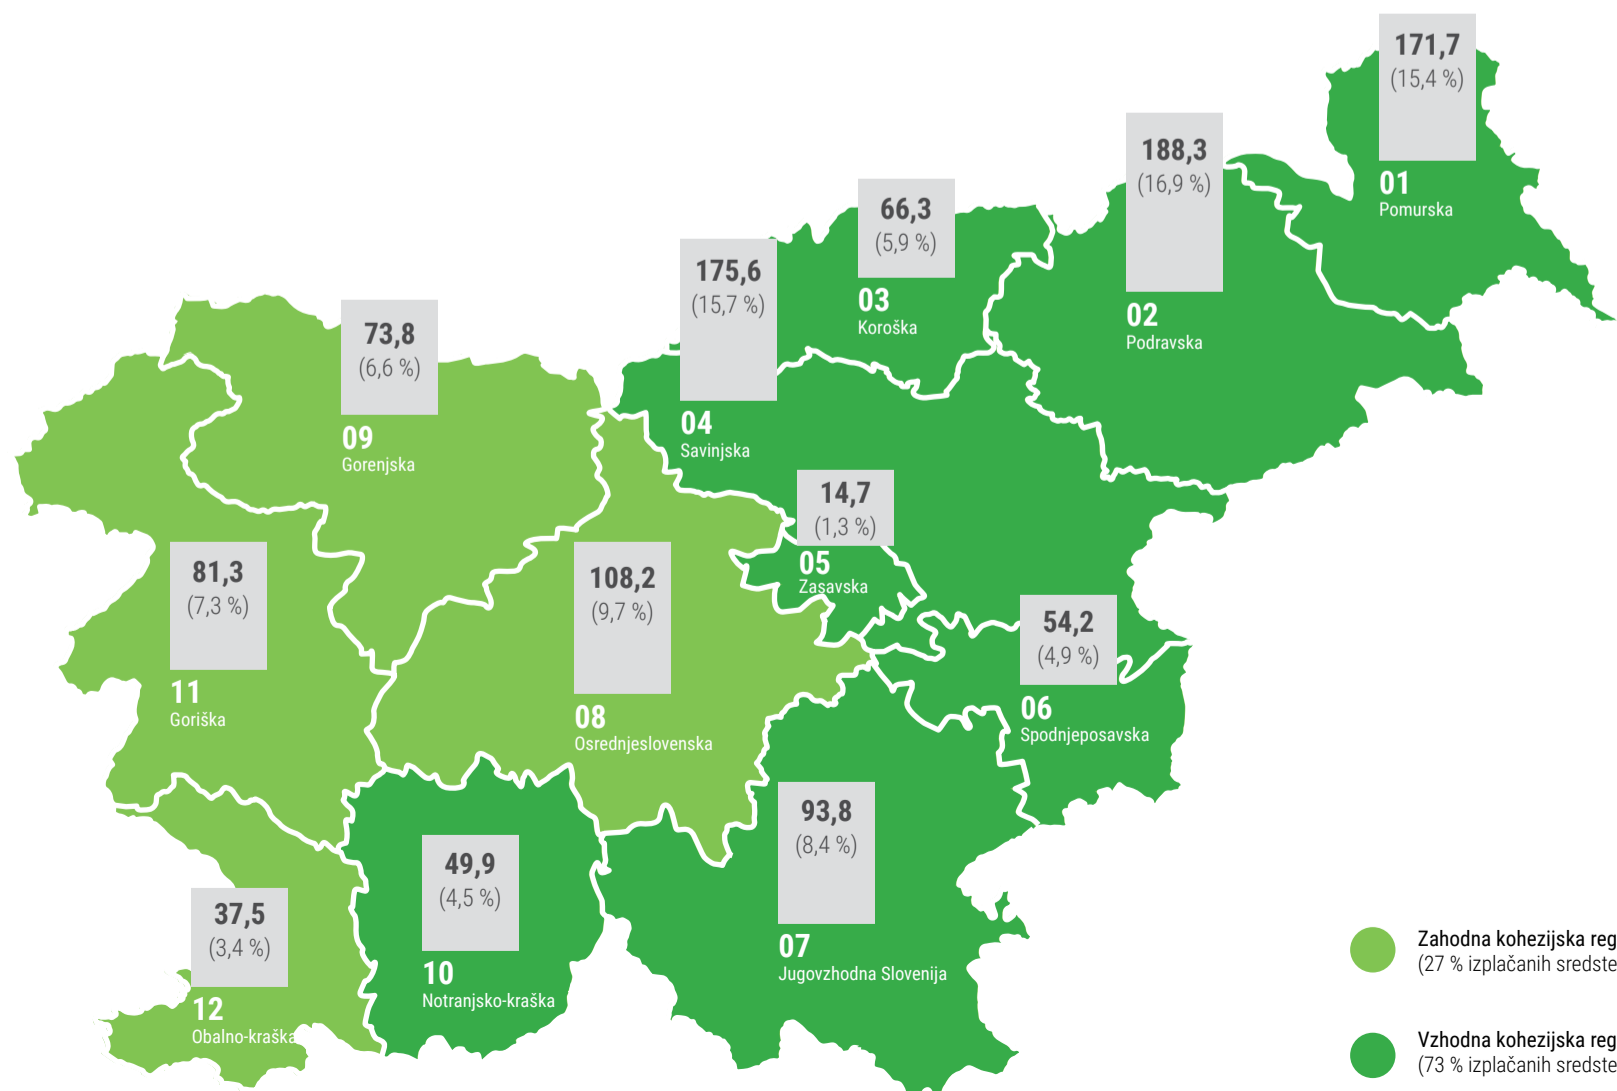 171,7
(15,4 %)
01
Pomurska
188,3
(16,9 %)
02
Podravska
66,3
(5,9 %)
03
Koroška
175,6
(15,7 %)
04
Savinjska
73,8
(6,6 %)
09
Gorenjska
14,7
(1,3 %)
05
Zasavska
81,3
(7,3 %)
11
Goriška
108,2
(9,7 %)
08
Osrednjeslovenska
54,2
(4,9 %)
06
Spodnjeposavska
93,8
(8,4 %)
07
Jugovzhodna Slovenija
49,9
(4,5 %)
10
Notranjsko-kraška
37,5
(3,4 %)
12
Obalno-kraška
Zahodna kohezijska reg
(27 % izplačanih sredste
Vzhodna kohezijska reg
(73 % izplačanih sredste